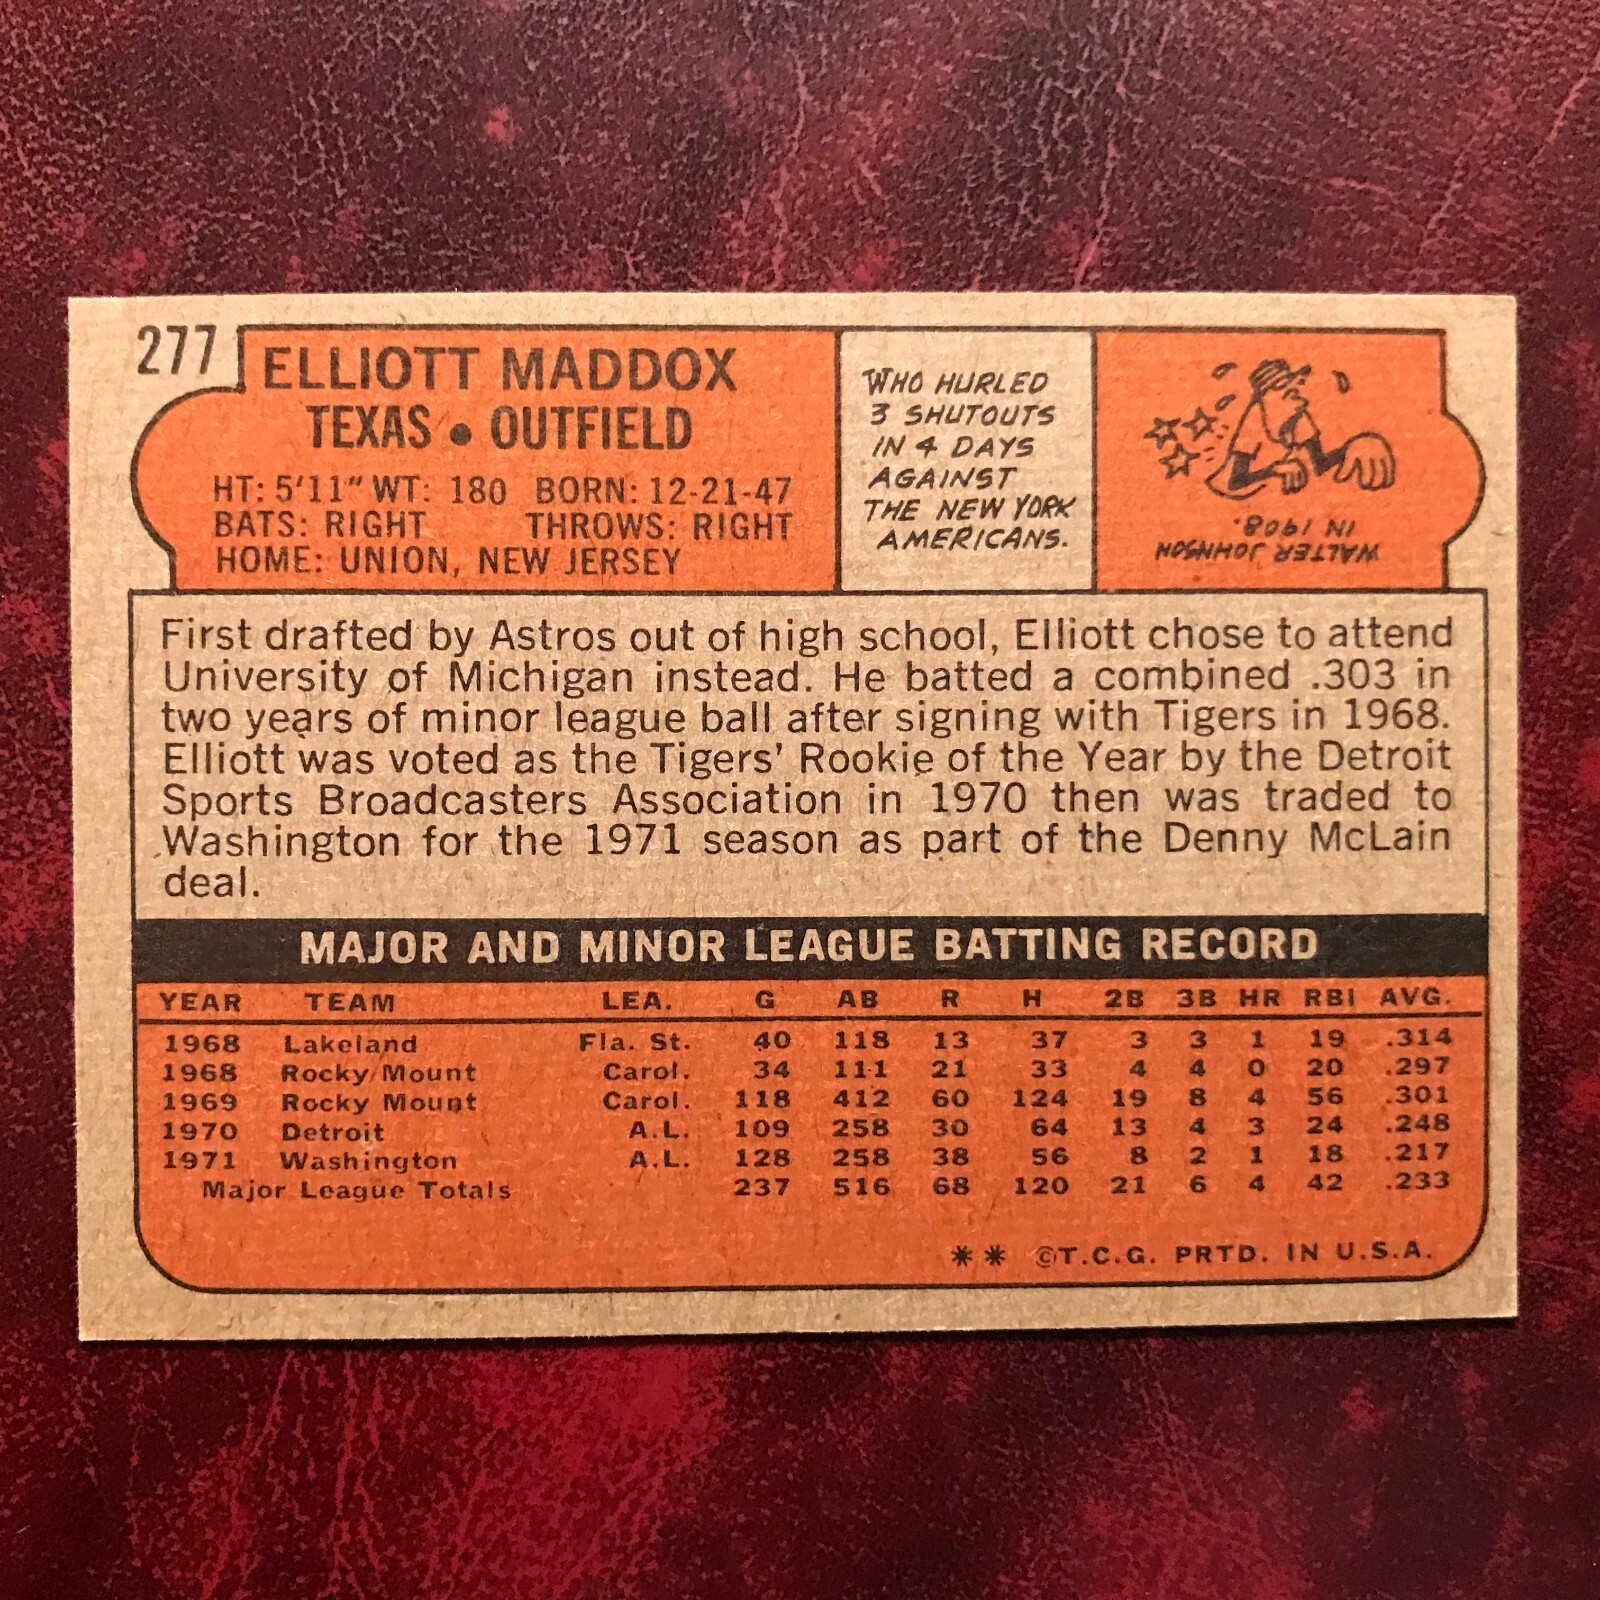 277
ELLIOTT MADDOX
TEXAS • OUTFIELD
HT: 5'11" WT: 180 BORN: 12-21-47
BATS: RIGHT THROWS: RIGHT
HOME: UNION, NEW JERSEY
WHO HURLED
3 SHUTOUTS
IN 4 DAYS
AGAINST
THE NEW YORK
AMERICANS.
WALTER JOHNSON
IN 1908.
First drafted by Astros out of high school, Elliott chose to attend
University of Michigan instead. He batted a combined .303 in
two years of minor league ball after signing with Tigers in 1968.
Elliott was voted as the Tigers' Rookie of the Year by the Detroit
Sports Broadcasters Association in 1970 then was traded to
Washington for the 1971 season as part of the Denny McLain
deal.
MAJOR AND MINOR LEAGUE BATTING RECORD
YEAR TEAM LEA. G AB R H 2B 3B HR RBI AVG.
1968 Lakeland Fla. St. 40 118 13 37 3 3 1 19 .314
1968 Rocky Mount Carol. 34 111 21 33 4 4 0 20 .297
1969 Rocky Mount Carol. 118 412 60 124 19 8 4 56 .301
1970 Detroit A.L. 109 258 30 64 13 4 3 24 .248
1971 Washington A.L. 128 258 38 56 8 2 1 18 .217
Major League Totals 237 516 68 120 21 6 4 42 .233
** ©T.C.G. PRTD. IN U.S.A.